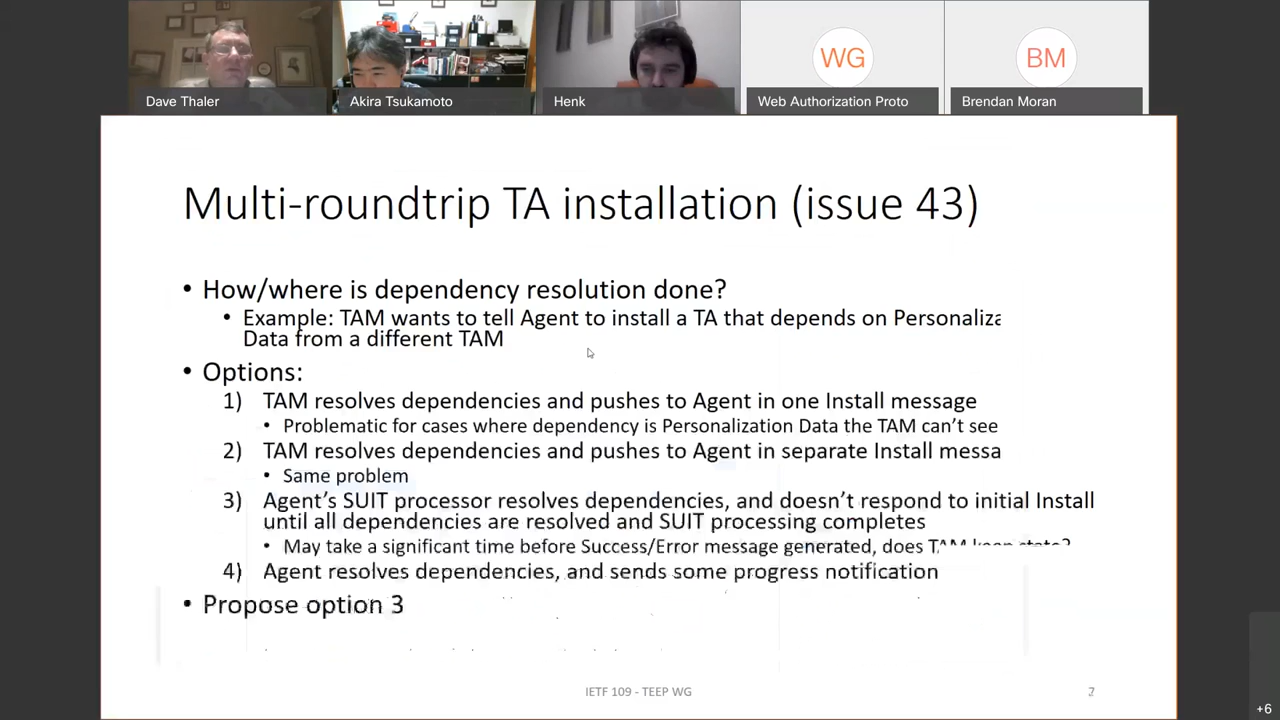 WG
BM
Dave Thaler
Akira Tsukamoto
Henk
Web Authorization Proto
Brendan Moran
Multi-roundtrip TA installation (issue 43)
• How/where is dependency resolution done?
• Example: TAM wants to tell Agent to install a TA that depends on Personaliza
Data from a different TAM
• Options:
1) TAM resolves dependencies and pushes to Agent in one Install message
• Problematic for cases where dependency is Personalization Data the TAM can't see
2) TAM resolves dependencies and pushes to Agent in separate Install messa
• Same problem
3) Agent's SUIT processor resolves dependencies, and doesn't respond to initial Install
until all dependencies are resolved and SUIT processing completes
• May take a significant time before Success/Error message generated, does TAM keep state?
4) Agent resolves dependencies, and sends some progress notification
• Propose option 3
IETF 109 - TEEP WG
+6